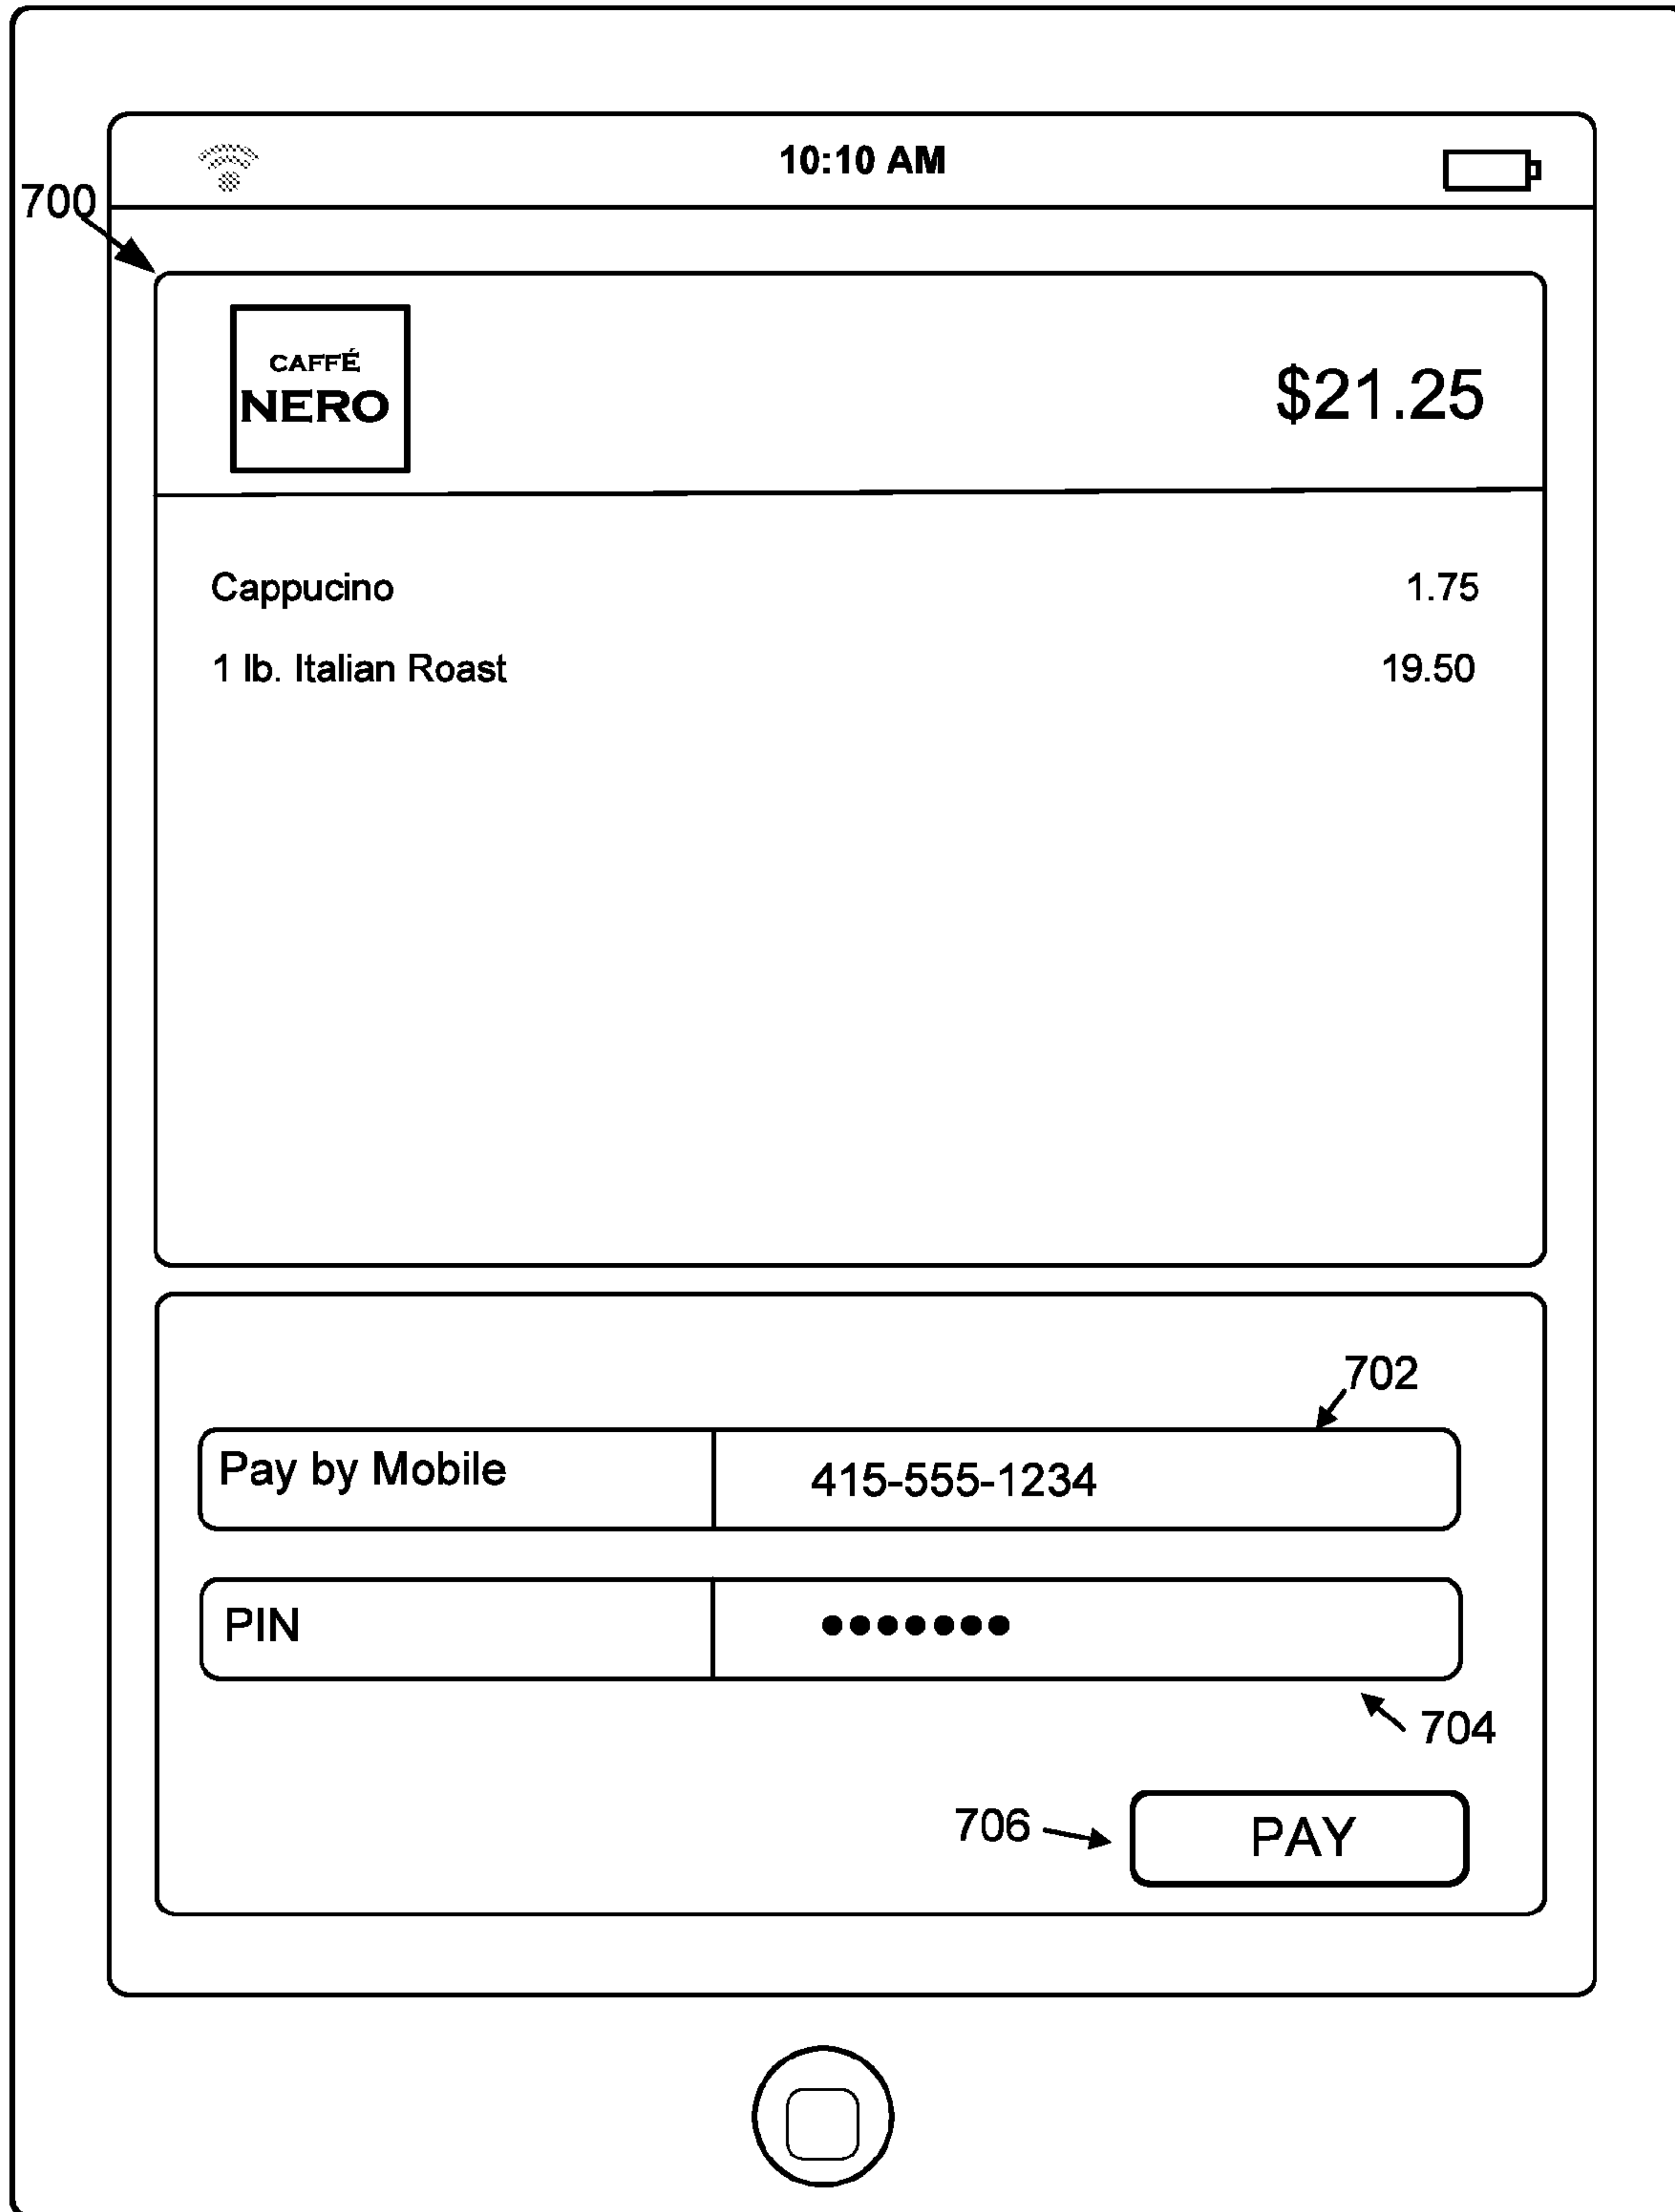 10:10 AM
700
CAFFÉ
NERO
$21.25
Cappucino 1.75
1 lb. Italian Roast 19.50
702
Pay by Mobile 415-555-1234
PIN •••••••
704
706 PAY